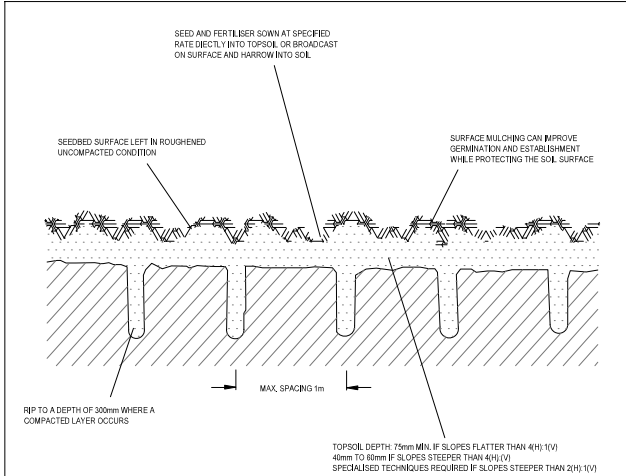 SEED AND FERTILISER SOWN AT SPECIFIED
RATE DIECTLY INTO TOPSOIL OR BROADCAST
ON SURFACE AND HARROW INTO SOIL
SEEDBED SURFACE LEFT IN ROUGHENED
UNCOMPACTED CONDITION
SURFACE MULCHING CAN IMPROVE
GERMINATION AND ESTABLISHMENT
WHILE PROTECTING THE SOIL SURFACE
MAX. SPACING 1m
RIP TO A DEPTH OF 300mm WHERE A
COMPACTED LAYER OCCURS
TOPSOIL DEPTH: 75mm MIN. IF SLOPES FLATTER THAN 4(H):1(V)
40mm TO 60mm IF SLOPES STEEPER THAN 4(H):(V)
SPECIALISED TECHNIQUES REQUIRED IF SLOPES STEEPER THAN 2(H):1(V)